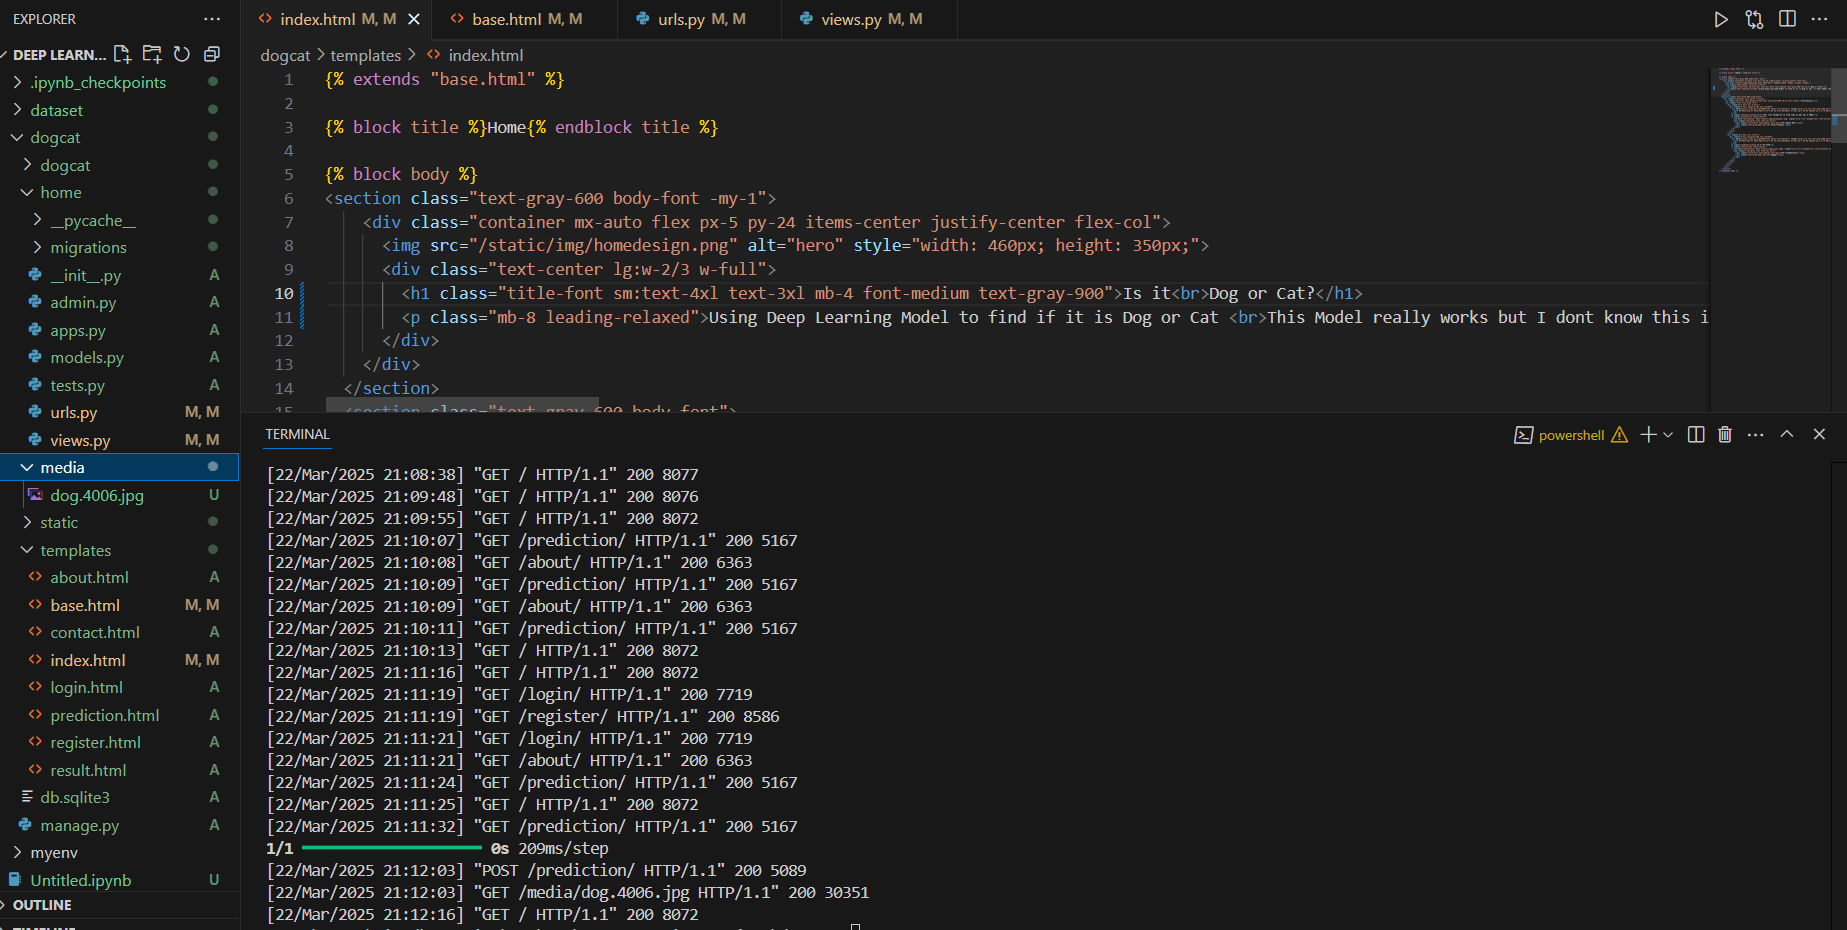 EXPLORER
DEEP LEARN...
.ipynb_checkpoints
dataset
dogcat
dogcat
home
__pycache__
migrations
__init__.py A
admin.py A
apps.py A
models.py A
tests.py A
urls.py M, M
views.py M, M
media
dog.4006.jpg U
static
templates
about.html A
base.html M, M
contact.html A
index.html M, M
login.html A
prediction.html A
register.html A
result.html A
db.sqlite3 A
manage.py A
myenv
Untitled.ipynb U
OUTLINE
TIMELINE
index.html M, M
base.html M, M
urls.py M, M
views.py M, M
dogcat > templates > index.html
1 {% extends "base.html" %}
2
3 {% block title %}Home{% endblock title %}
4
5 {% block body %}
6 <section class="text-gray-600 body-font -my-1">
7 <div class="container mx-auto flex px-5 py-24 items-center justify-center flex-col">
8 <img src="/static/img/homedesign.png" alt="hero" style="width: 460px; height: 350px;">
9 <div class="text-center lg:w-2/3 w-full">
10 <h1 class="title-font sm:text-4xl text-3xl mb-4 font-medium text-gray-900">Is it<br>Dog or Cat?</h1>
11 <p class="mb-8 leading-relaxed">Using Deep Learning Model to find if it is Dog or Cat <br>This Model really works but I dont know this i
12 </div>
13 </div>
14 </section>
15 <section class="text-gray-600 body-font">
TERMINAL
powershell
[22/Mar/2025 21:08:38] "GET / HTTP/1.1" 200 8077
[22/Mar/2025 21:09:48] "GET / HTTP/1.1" 200 8076
[22/Mar/2025 21:09:55] "GET / HTTP/1.1" 200 8072
[22/Mar/2025 21:10:07] "GET /prediction/ HTTP/1.1" 200 5167
[22/Mar/2025 21:10:08] "GET /about/ HTTP/1.1" 200 6363
[22/Mar/2025 21:10:09] "GET /prediction/ HTTP/1.1" 200 5167
[22/Mar/2025 21:10:09] "GET /about/ HTTP/1.1" 200 6363
[22/Mar/2025 21:10:11] "GET /prediction/ HTTP/1.1" 200 5167
[22/Mar/2025 21:10:13] "GET / HTTP/1.1" 200 8072
[22/Mar/2025 21:11:16] "GET / HTTP/1.1" 200 8072
[22/Mar/2025 21:11:19] "GET /login/ HTTP/1.1" 200 7719
[22/Mar/2025 21:11:19] "GET /register/ HTTP/1.1" 200 8586
[22/Mar/2025 21:11:21] "GET /login/ HTTP/1.1" 200 7719
[22/Mar/2025 21:11:21] "GET /about/ HTTP/1.1" 200 6363
[22/Mar/2025 21:11:24] "GET /prediction/ HTTP/1.1" 200 5167
[22/Mar/2025 21:11:25] "GET / HTTP/1.1" 200 8072
[22/Mar/2025 21:11:32] "GET /prediction/ HTTP/1.1" 200 5167
1/1 0s 209ms/step
[22/Mar/2025 21:12:03] "POST /prediction/ HTTP/1.1" 200 5089
[22/Mar/2025 21:12:03] "GET /media/dog.4006.jpg HTTP/1.1" 200 30351
[22/Mar/2025 21:12:16] "GET / HTTP/1.1" 200 8072